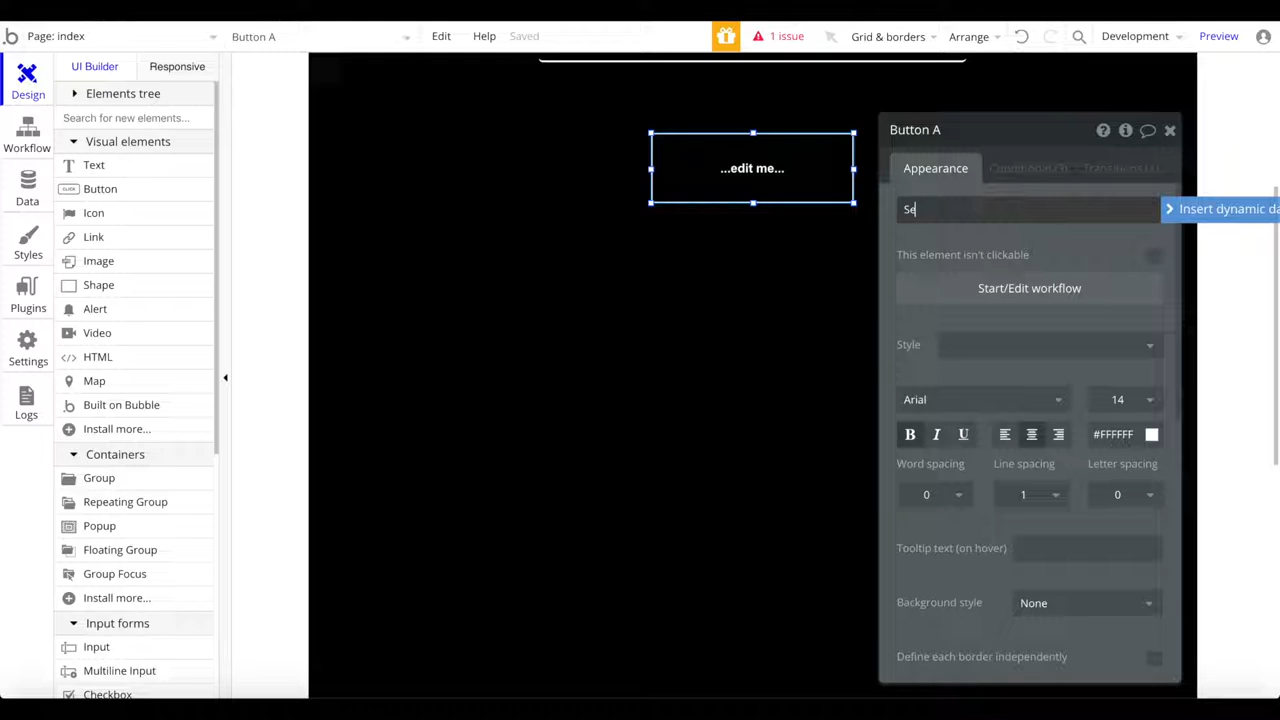 Page: index
Button A
Edit
Help
Saved
1 issue
Grid & borders
Arrange
Development
Preview
Design
Workflow
Data
Styles
Plugins
Settings
Logs
UI Builder
Responsive
Elements tree
Search for new elements...
Visual elements
Text
CLICK
Button
Icon
Link
Image
Shape
Alert
Video
</> HTML
Map
Built on Bubble
Install more...
Containers
Group
Repeating Group
Popup
Floating Group
Group Focus
Install more...
Input forms
Input
Multiline Input
Checkbox
...edit me...
Button A
Appearance
Conditional (3)
Transitions (1)
Se
Insert dynamic da
This element isn't clickable
Start/Edit workflow
Style
Arial
14
B I U
#FFFFFF
Word spacing
Line spacing
Letter spacing
0
1
0
Tooltip text (on hover)
Background style
None
Define each border independently